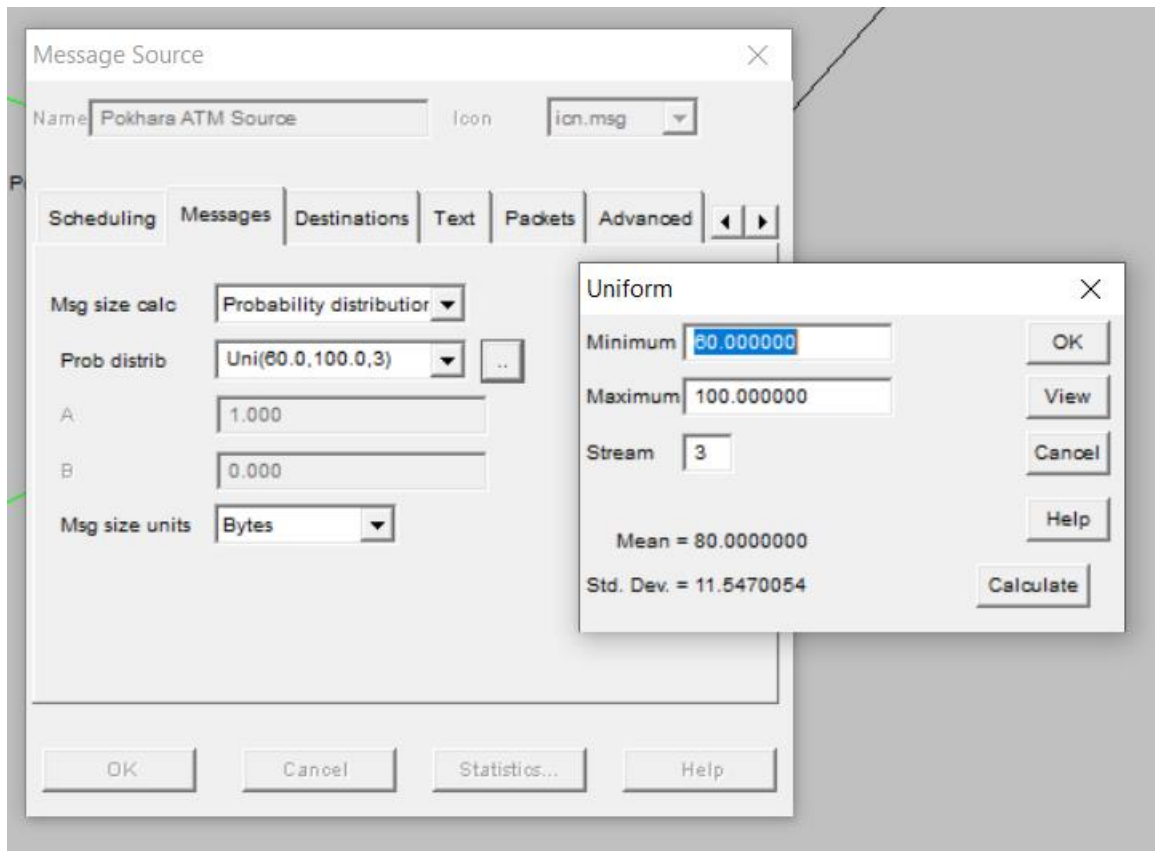 Message Source
Name Pokhara ATM Source Icon icn.msg
P
Scheduling Messages Destinations Text Packets Advanced
Msg size calc Probability distribution
Prob distrib Uni(60.0,100.0,3) ..
A 1.000
B 0.000
Msg size units Bytes
OK Cancel Statistics... Help
Uniform
Minimum 60.000000 OK
Maximum 100.000000 View
Stream 3 Cancel
Help
Mean = 80.0000000
Std. Dev. = 11.5470054 Calculate